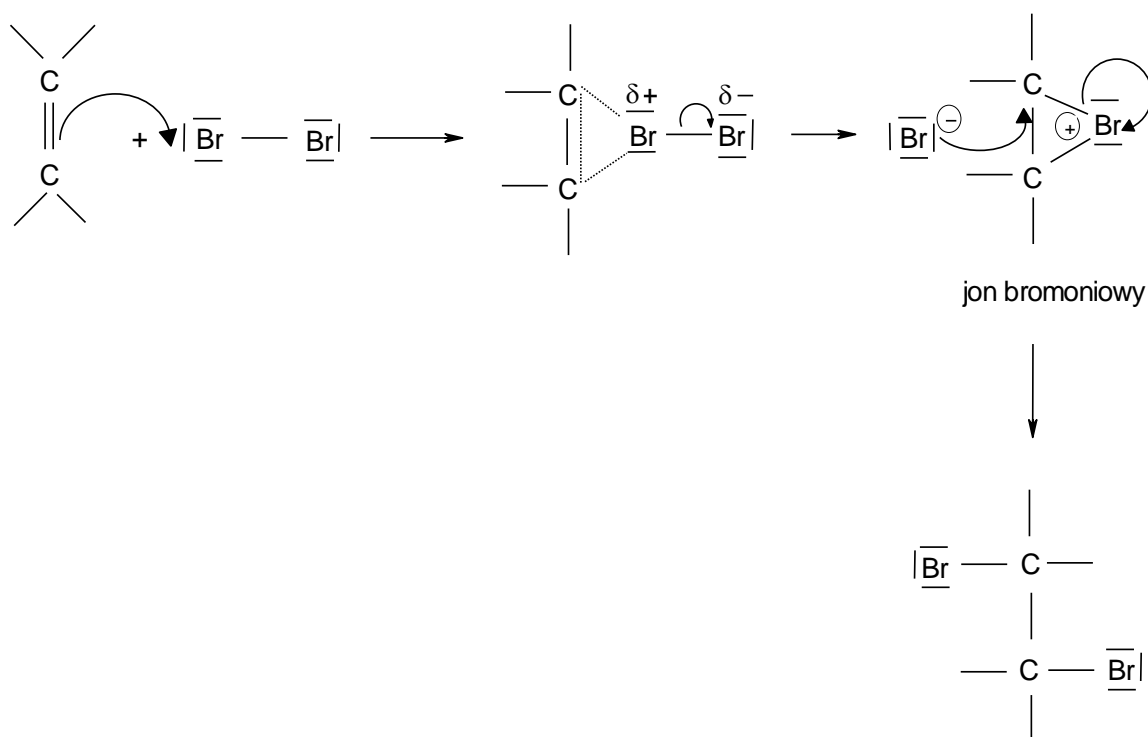 C
C
+ |Br — Br|
C
C
δ+ δ−
Br — Br|
|Br| −
C
C
+ Br
jon bromoniowy
|Br — C —
— C — Br|